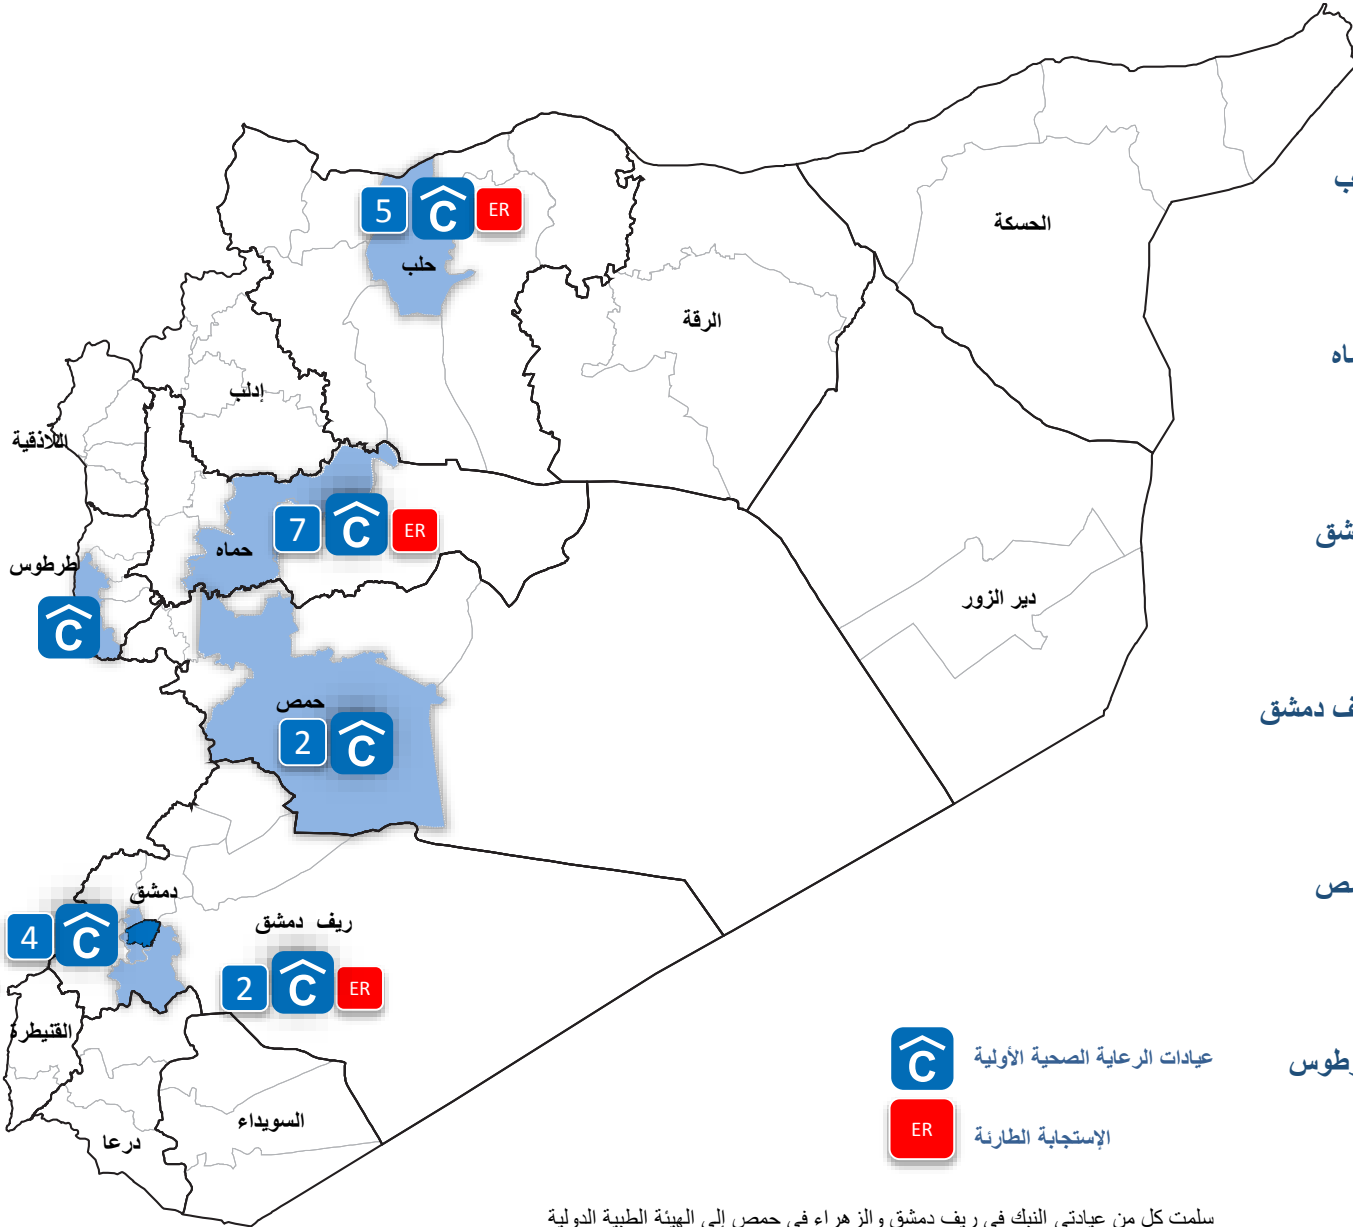 الحسكة
5 C ER
حلب
الرقة
إدلب
اللاذقية
7 C ER
حماه
طرطوس
C
دير الزور
حمص
2 C
ريف دمشق
دمشق
4 C
2 C ER
القنيطرة
السويداء
درعا
C عيادات الرعاية الصحية الأولية
ER الإستجابة الطارئة
سلمت كل من عيادتي النبك في ريف دمشق والزهراء في حمص إلى الهيئة الطبية الدولية